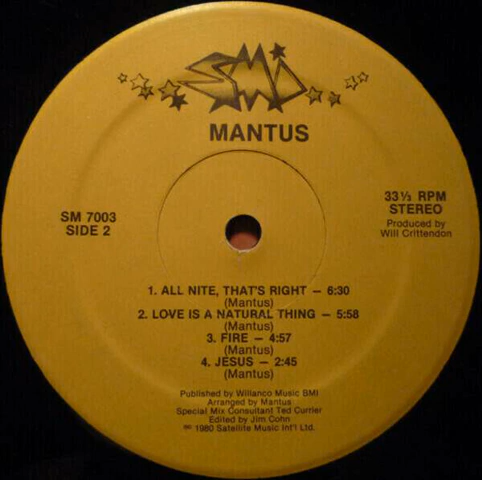 SMI
MANTUS
SM 7003
SIDE 2
33⅓ RPM
STEREO
Produced by
Will Crittendon
1. ALL NITE, THAT'S RIGHT — 6:30
(Mantus)
2. LOVE IS A NATURAL THING — 5:58
(Mantus)
3. FIRE — 4:57
(Mantus)
4. JESUS — 2:45
(Mantus)
Published by Willanco Music BMI
Arranged by Mantus
Special Mix Consultant Ted Currier
Edited by Jim Cohn
℗ 1980 Satellite Music Int'l Ltd.